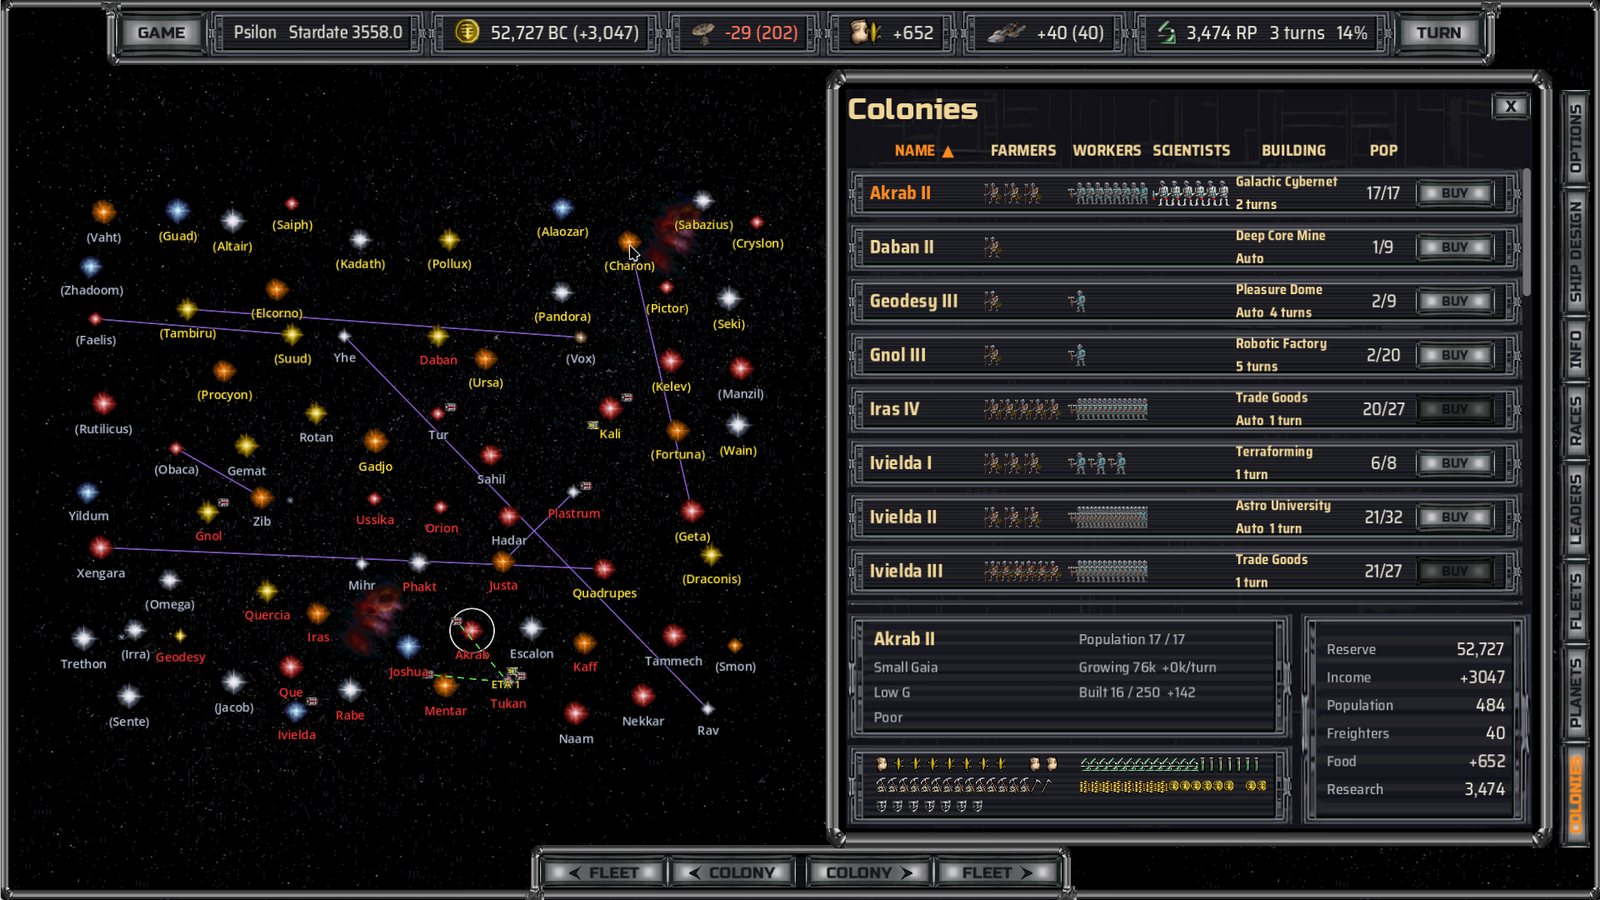 GAME
Psilon Stardate 3558.0
52,727 BC (+3,047)
-29 (202)
+652
+40 (40)
3,474 RP 3 turns 14%
TURN
Colonies
X
NAME ▲ FARMERS WORKERS SCIENTISTS BUILDING POP
Akrab II
Galactic Cybernet
2 turns
17/17
BUY
Daban II
Deep Core Mine
Auto
1/9
BUY
Geodesy III
Pleasure Dome
Auto 4 turns
2/9
BUY
Gnol III
Robotic Factory
5 turns
2/20
BUY
Iras IV
Trade Goods
Auto 1 turn
20/27
BUY
Ivielda I
Terraforming
1 turn
6/8
BUY
Ivielda II
Astro University
Auto 1 turn
21/32
BUY
Ivielda III
Trade Goods
1 turn
21/27
BUY
Akrab II
Small Gaia
Low G
Poor
Population 17 / 17
Growing 76k +0k/turn
Built 16 / 250 +142
Reserve 52,727
Income +3047
Population 484
Freighters 40
Food +652
Research 3,474
OPTIONS
SHIP DESIGN
INFO
RACES
LEADERS
FLEETS
PLANETS
COLONIES
(Vaht)
(Guad)
(Altair)
(Saiph)
(Kadath)
(Pollux)
(Alaozar)
(Sabazius)
(Cryslon)
(Charon)
(Zhadoom)
(Elcorno)
(Pandora)
(Pictor)
(Seki)
(Faelis)
(Tambiru)
(Suud)
Yhe
Daban
(Vox)
(Ursa)
(Kelev)
(Manzil)
(Procyon)
(Rutilicus)
Rotan
Tur
Kali
(Fortuna)
(Wain)
(Obaca)
Gemat
Gadjo
Sahil
Yildum
Gnol
Zib
Ussika
Orion
Plastrum
Hadar
(Geta)
Xengara
Mihr
Phakt
Justa
Quadrupes
(Draconis)
(Omega)
Quercia
Iras
Trethon
(Irra)
Geodesy
Joshua
Akrab
Escalon
Kaff
Tammech
(Smon)
Que
ETA 1
(Sente)
(Jacob)
Rabe
Mentar
Tukan
Nekkar
Rav
Ivielda
Naam
FLEET
COLONY
COLONY
FLEET